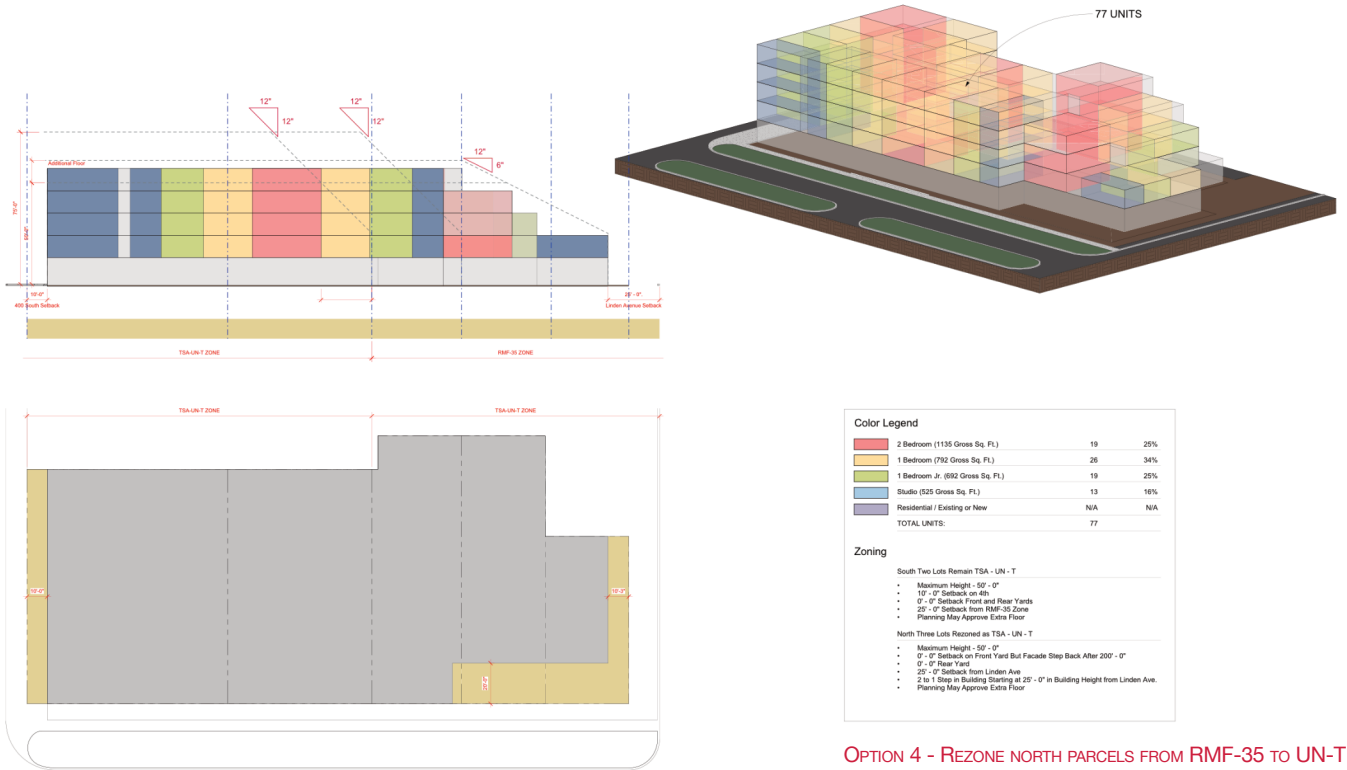 77 UNITS
12"
12"
12"
12"
12"
6"
Additional Floor
75'-0"
10'-0"
400 South Setback
25' - 0"
Linden Avenue Setback
TSA-UN-T ZONE
RMF-35 ZONE
TSA-UN-T ZONE
TSA-UN-T ZONE
10'-0"
20'-0"
Color Legend
2 Bedroom (1135 Gross Sq. Ft.) 19 25%
1 Bedroom (792 Gross Sq. Ft.) 26 34%
1 Bedroom Jr. (692 Gross Sq. Ft.) 19 25%
Studio (525 Gross Sq. Ft.) 13 16%
Residential / Existing or New N/A N/A
TOTAL UNITS: 77
Zoning
South Two Lots Remain TSA - UN - T
• Maximum Height - 50' - 0"
• 10' - 0" Setback on 4th
• 0' - 0" Setback Front and Rear Yards
• 25' - 0" Setback from RMF-35 Zone
• Planning May Approve Extra Floor
North Three Lots Rezoned as TSA - UN - T
• Maximum Height - 50' - 0"
• 0' - 0" Setback on Front Yard But Facade Step Back After 200' - 0"
• 0' - 0" Rear Yard
• 25' - 0" Setback from Linden Ave
• 2 to 1 Step in Building Starting at 25' - 0" in Building Height from Linden Ave.
• Planning May Approve Extra Floor
OPTION 4 - REZONE NORTH PARCELS FROM RMF-35 TO UN-T